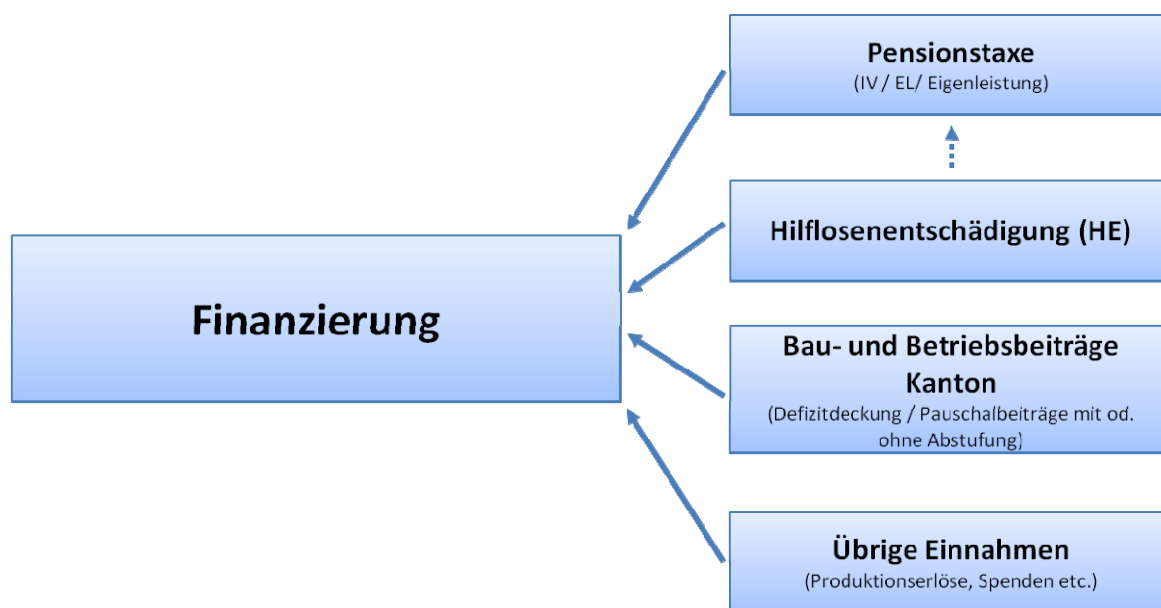 Pensionstaxe
(IV / EL/ Eigenleistung)
Hilflosenentschädigung (HE)
Finanzierung
Bau- und Betriebsbeiträge
Kanton
(Defizitdeckung / Pauschalbeiträge mit od.
ohne Abstufung)
Übrige Einnahmen
(Produktionserlöse, Spenden etc.)